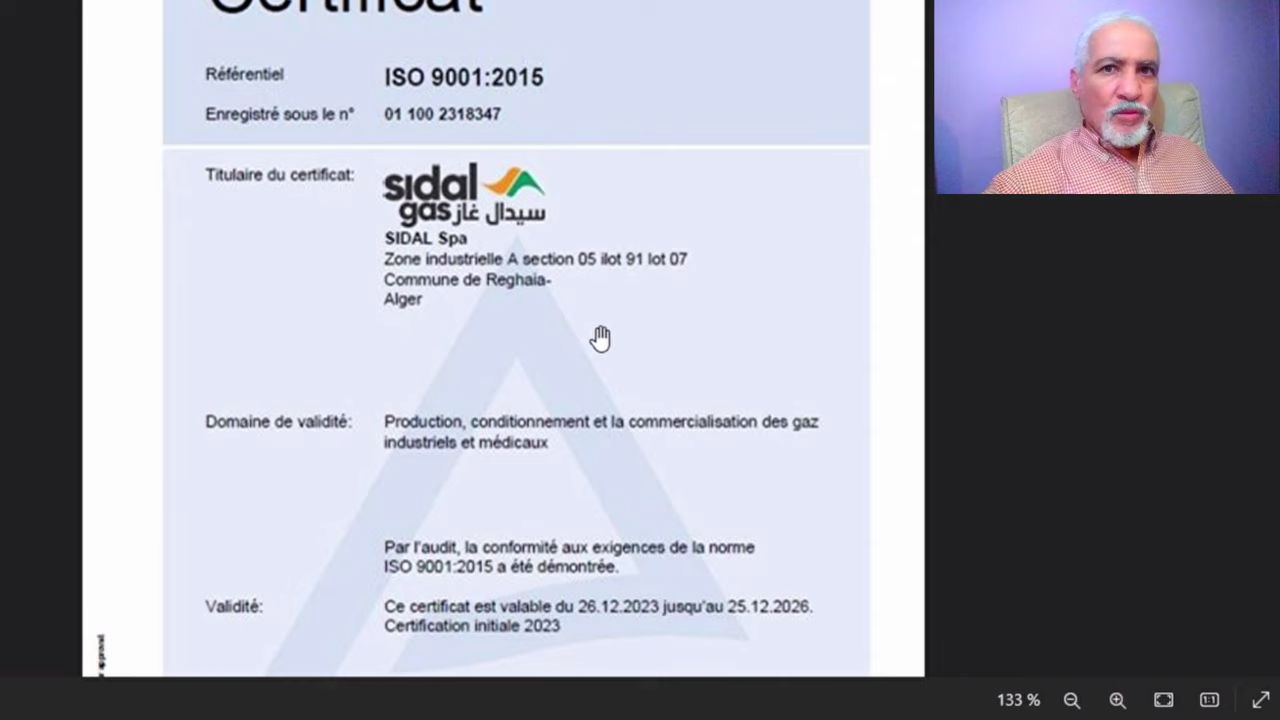 Certificat
Référentiel
ISO 9001:2015
Enregistré sous le n°
01 100 2318347
Titulaire du certificat:
sidal
gas سيدال غاز
SIDAL Spa
Zone industrielle A section 05 ilot 91 lot 07
Commune de Reghaia-
Alger
Domaine de validité:
Production, conditionnement et la commercialisation des gaz
industriels et médicaux
Par l'audit, la conformité aux exigences de la norme
ISO 9001:2015 a été démontrée.
Validité:
Ce certificat est valable du 26.12.2023 jusqu'au 25.12.2026.
Certification initiale 2023
approval.
133 %
1:1